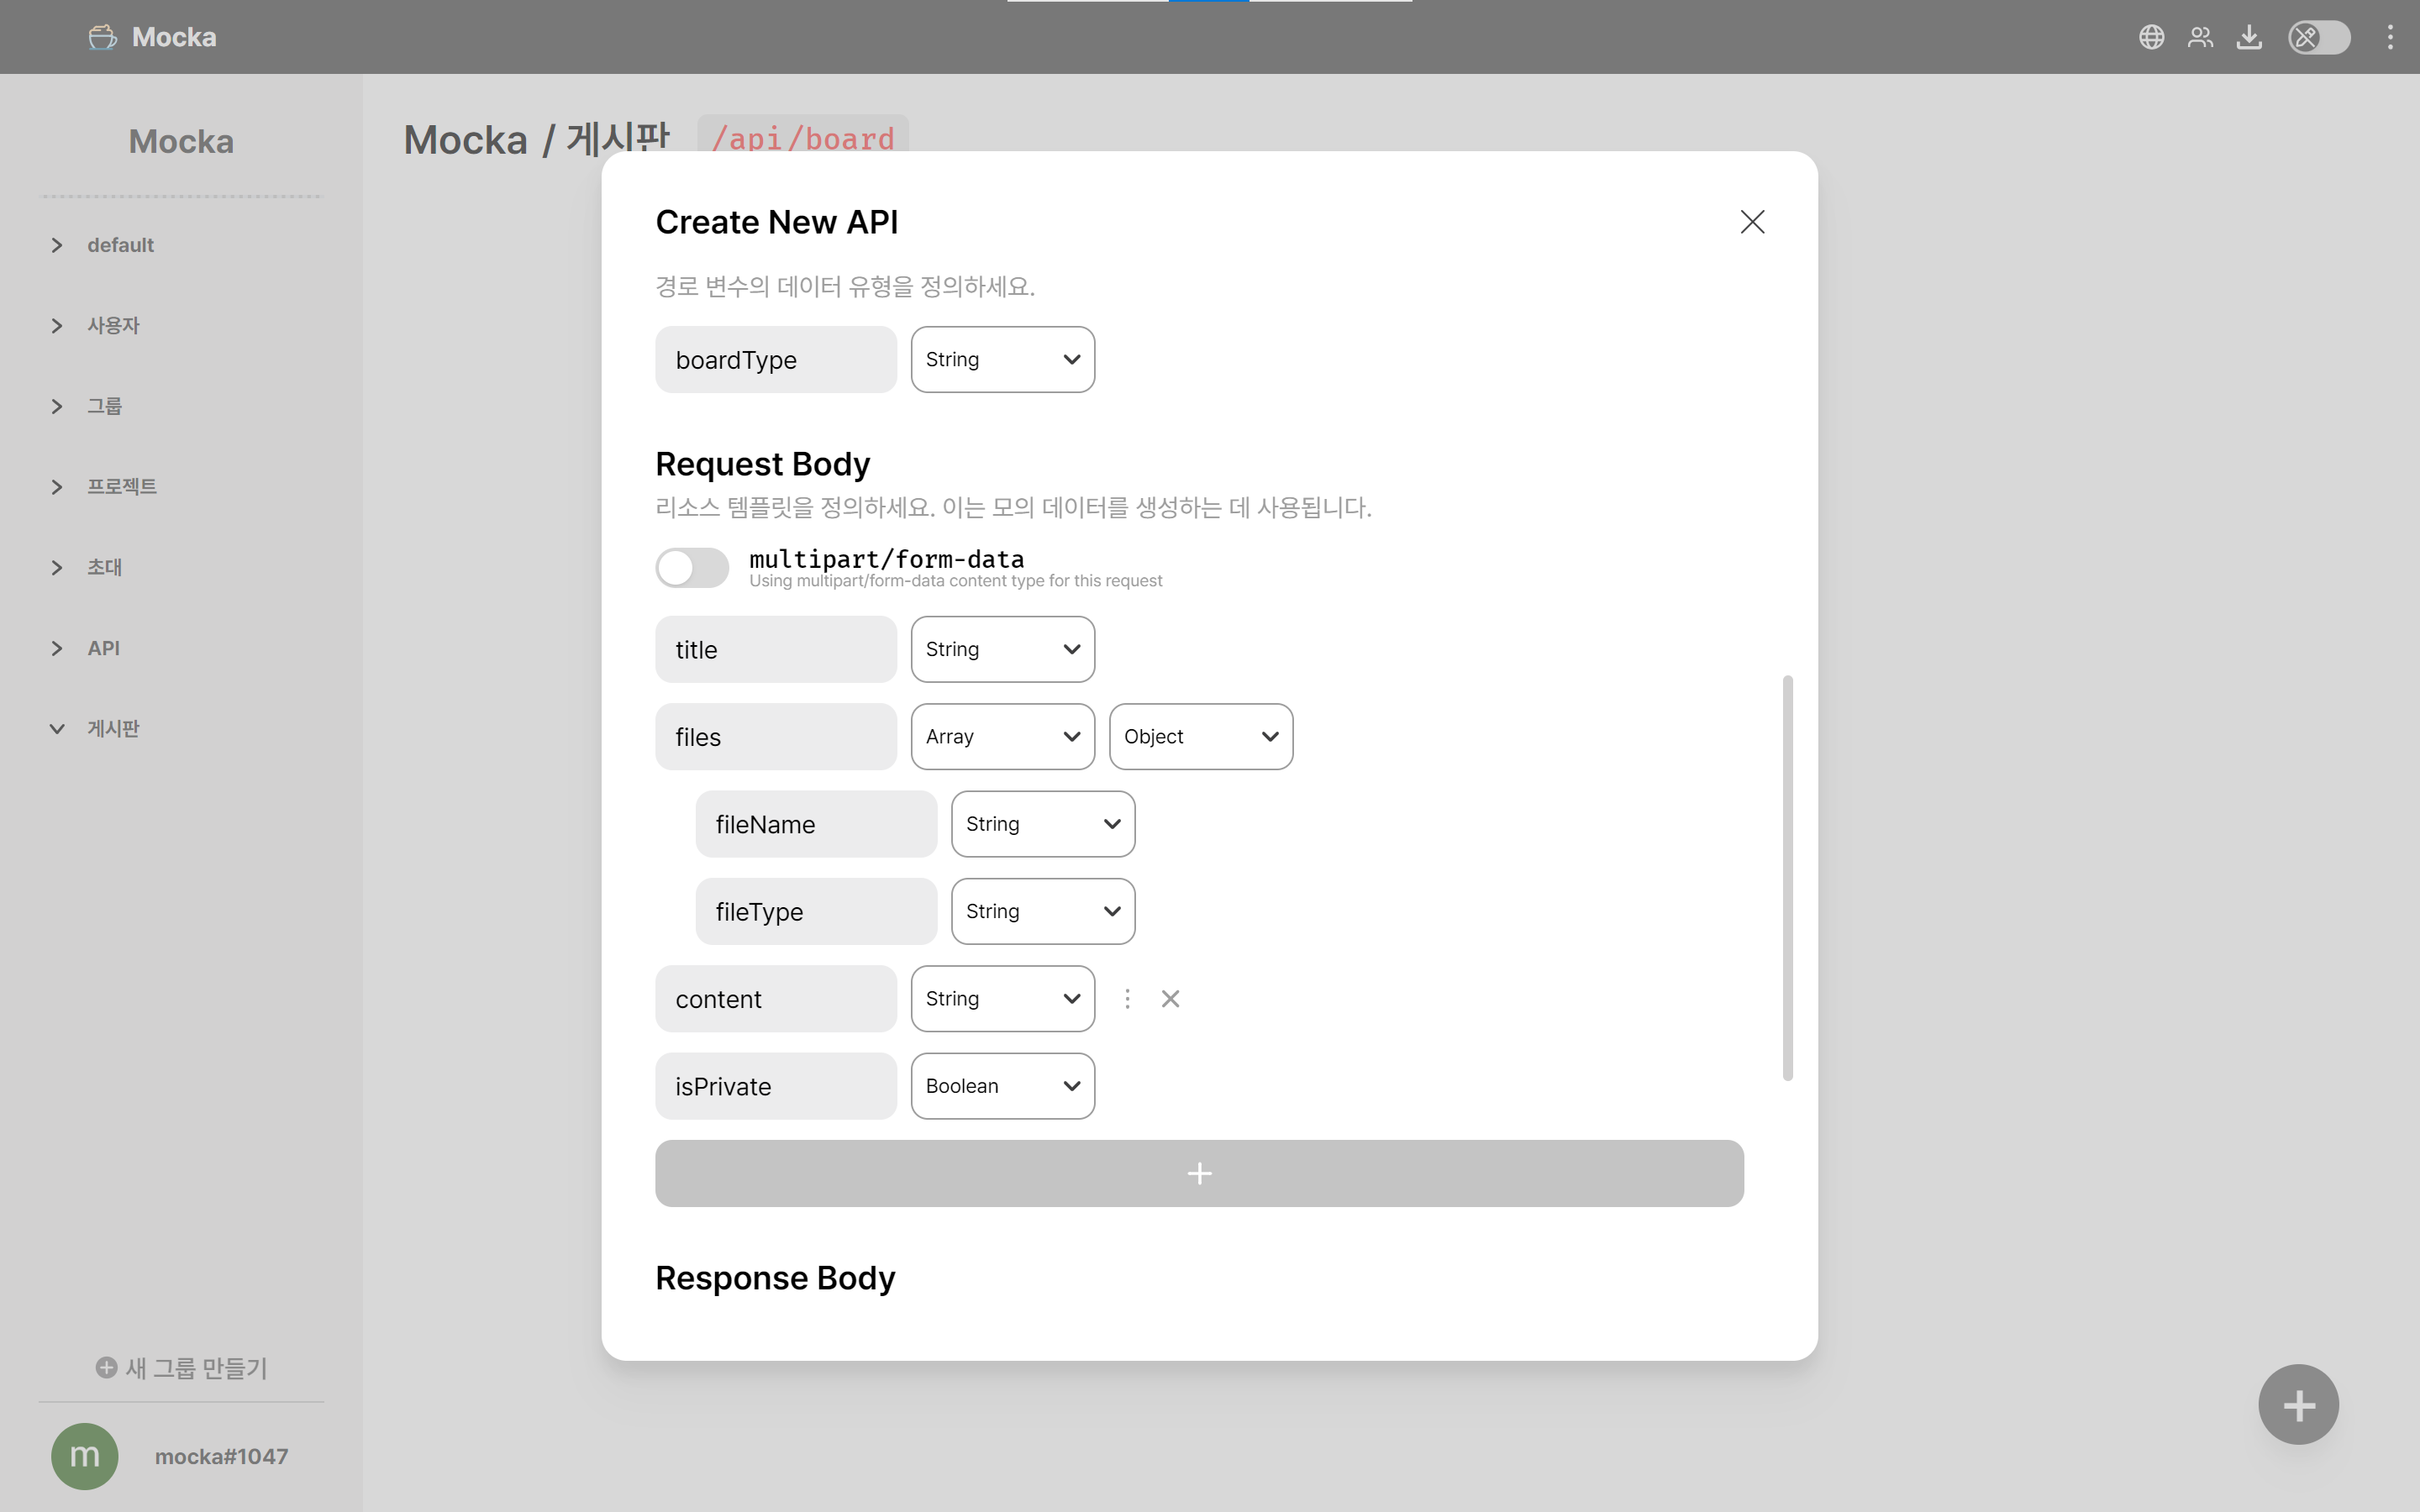 Mocka
Mocka
default
사용자
그룹
프로젝트
초대
API
게시판
새 그룹 만들기
m
mocka#1047
Mocka / 게시판 /api/board
Create New API
경로 변수의 데이터 유형을 정의하세요.
boardType String
Request Body
리소스 템플릿을 정의하세요. 이는 모의 데이터를 생성하는 데 사용됩니다.
multipart/form-data
Using multipart/form-data content type for this request
title String
files Array Object
fileName String
fileType String
content String
isPrivate Boolean
Response Body